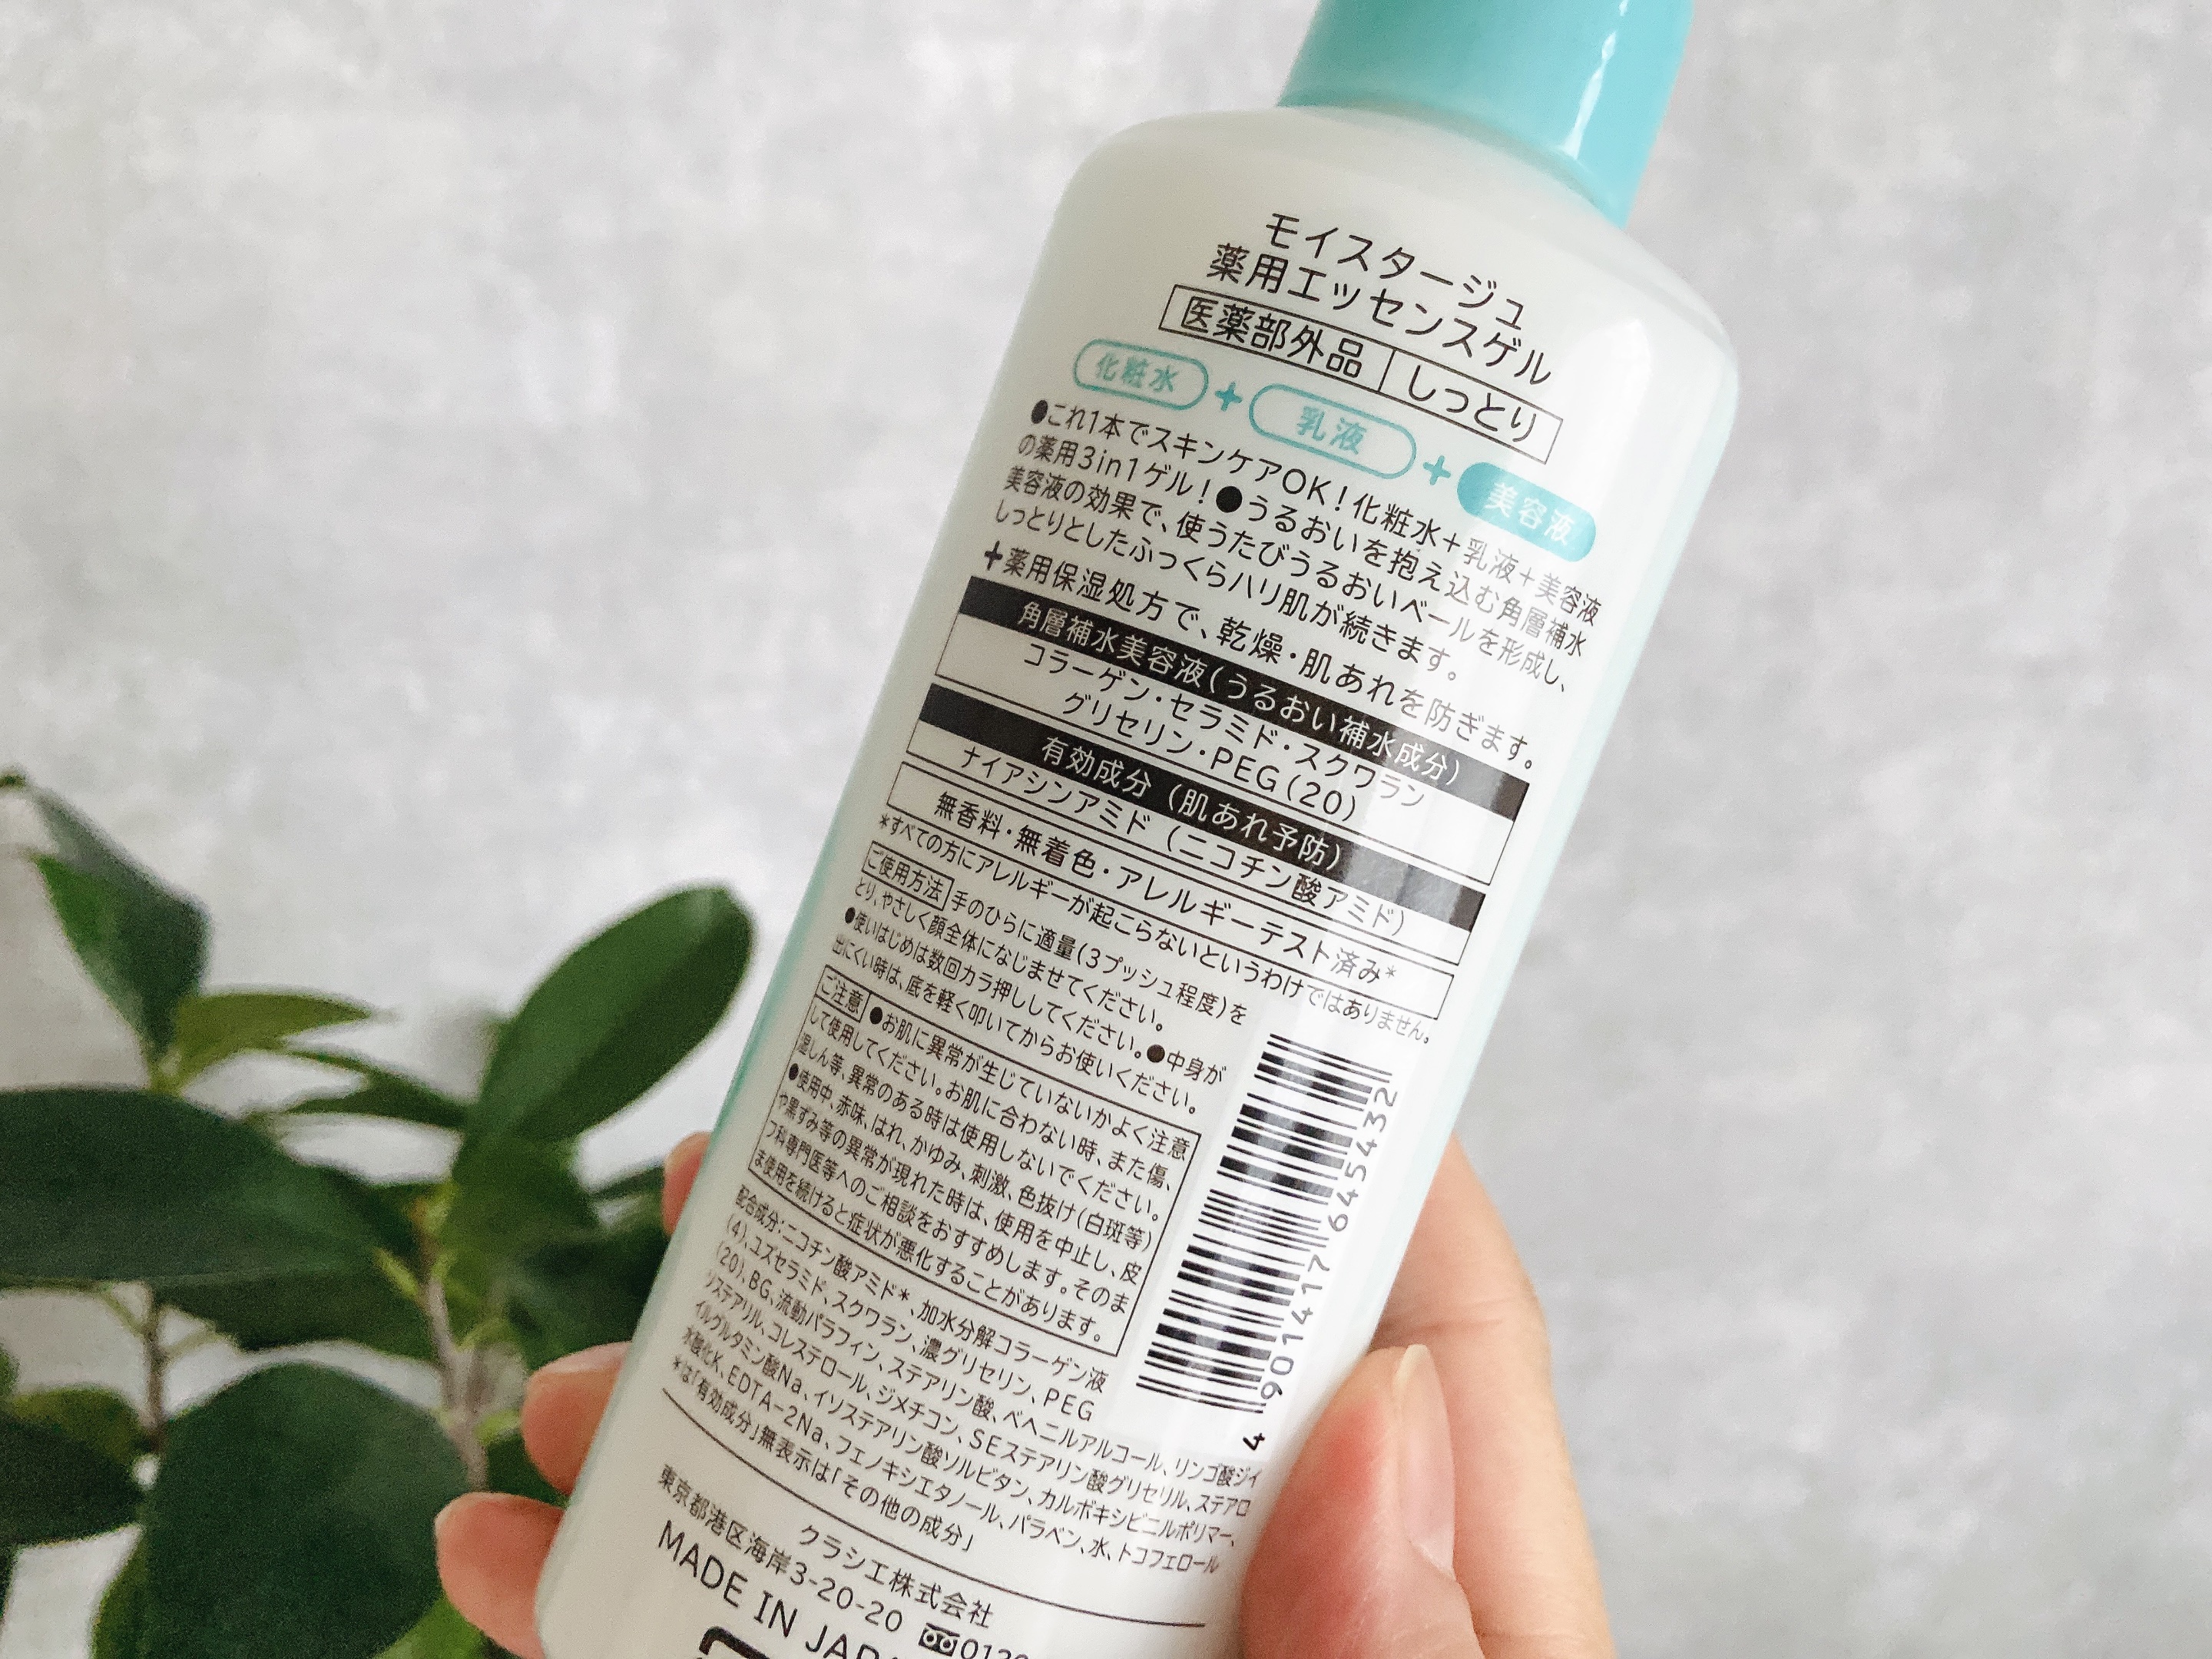 モイスタージュ
薬用エッセンスゲル
医薬部外品 しっとり
化粧水 + 乳液 + 美容液
●これ1本でスキンケアOK!化粧水+乳液+美容液
の薬用3in1ゲル!●うるおいを抱え込む角層補水
美容液の効果で、使うたびうるおいベールを形成し、
しっとりとしたふっくらハリ肌が続きます。
+薬用保湿処方で、乾燥・肌あれを防ぎます。
角層補水美容液(うるおい補水成分)
コラーゲン・セラミド・スクワラン
グリセリン・PEG(20)
有効成分(肌あれ予防)
ナイアシンアミド(ニコチン酸アミド)
無香料・無着色・アレルギーテスト済み*
*すべての方にアレルギーが起こらないというわけではありません。
ご使用方法 手のひらに適量(3プッシュ程度)を
とり、やさしく顔全体になじませてください。
●使いはじめは数回カラ押ししてください。●中身が
出にくい時は、底を軽く叩いてからお使いください。
ご注意 ●お肌に異常が生じていないかよく注意
して使用してください。お肌に合わない時、また傷、
湿しん等、異常のある時は使用しないでください。
●使用中、赤味、はれ、かゆみ、刺激、色抜け(白斑等)
や黒ずみ等の異常が現れた時は、使用を中止し、皮
フ科専門医等へのご相談をおすすめします。そのま
ま使用を続けると症状が悪化することがあります。
配合成分:ニコチン酸アミド*、加水分解コラーゲン液
(4)、ユズセラミド、スクワラン、濃グリセリン、PEG
(20)、BG、流動パラフィン、ステアリン酸、ベヘニルアルコール、リンゴ酸ジイ
ソステアリル、コレステロール、ジメチコン、SEステアリン酸グリセリル、ステアロ
イルグルタミン酸Na、イソステアリン酸ソルビタン、カルボキシビニルポリマー、
水酸化K、EDTA-2Na、フェノキシエタノール、パラベン、水、トコフェロール
*は「有効成分」無表示は「その他の成分」
4 901417 645432
クラシエ株式会社
東京都港区海岸3-20-20
MADE IN